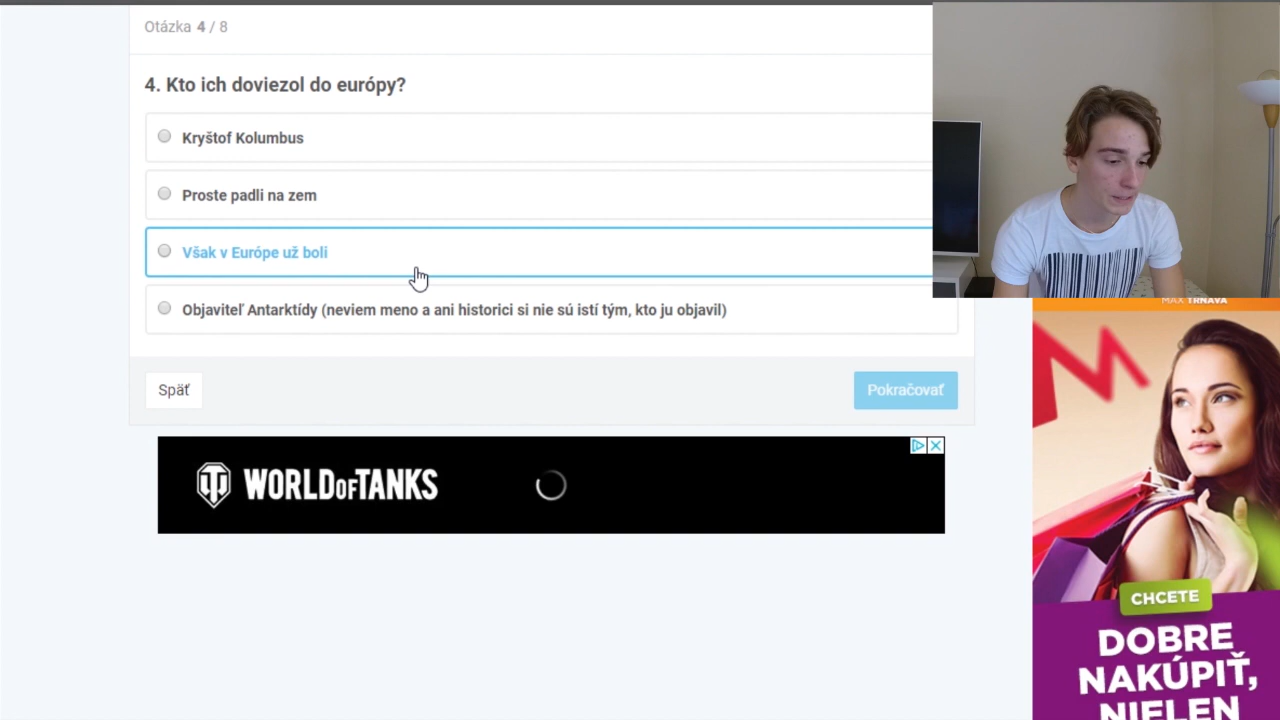 Otázka 4 / 8
4. Kto ich doviezol do európy?
Kryštof Kolumbus
Proste padli na zem
Však v Európe už boli
Objaviteľ Antarktídy (neviem meno a ani historici si nie sú istí tým, kto ju objavil)
Späť
Pokračovať
WORLD OF TANKS
MAX TRNAVA
CHCETE
DOBRE
NAKÚPIŤ,
NIELEN